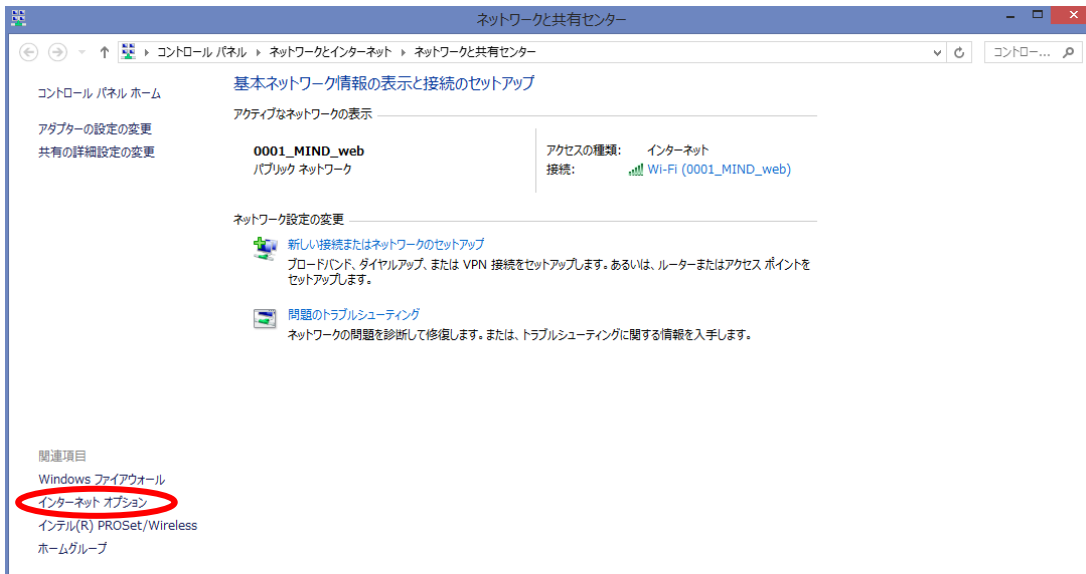 ネットワークと共有センター
コントロール パネル ▸ ネットワークとインターネット ▸ ネットワークと共有センター
コントロー...
コントロール パネル ホーム
アダプターの設定の変更
共有の詳細設定の変更
基本ネットワーク情報の表示と接続のセットアップ
アクティブなネットワークの表示
0001_MIND_web
パブリック ネットワーク
アクセスの種類: インターネット
接続: Wi-Fi (0001_MIND_web)
ネットワーク設定の変更
新しい接続またはネットワークのセットアップ
ブロードバンド、ダイヤルアップ、または VPN 接続をセットアップします。あるいは、ルーターまたはアクセス ポイントを
セットアップします。
問題のトラブルシューティング
ネットワークの問題を診断して修復します。または、トラブルシューティングに関する情報を入手します。
関連項目
Windows ファイアウォール
インターネット オプション
インテル(R) PROSet/Wireless
ホームグループ